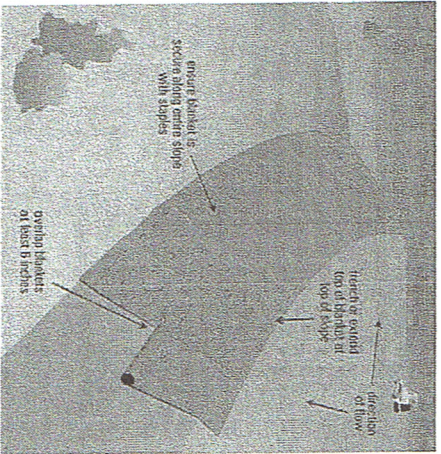 direction
of flow
trench or extend
top of blanket at
top of slope
ensure blanket is
secure along entire slope
with staples
overlap blankets
at least 6 inches